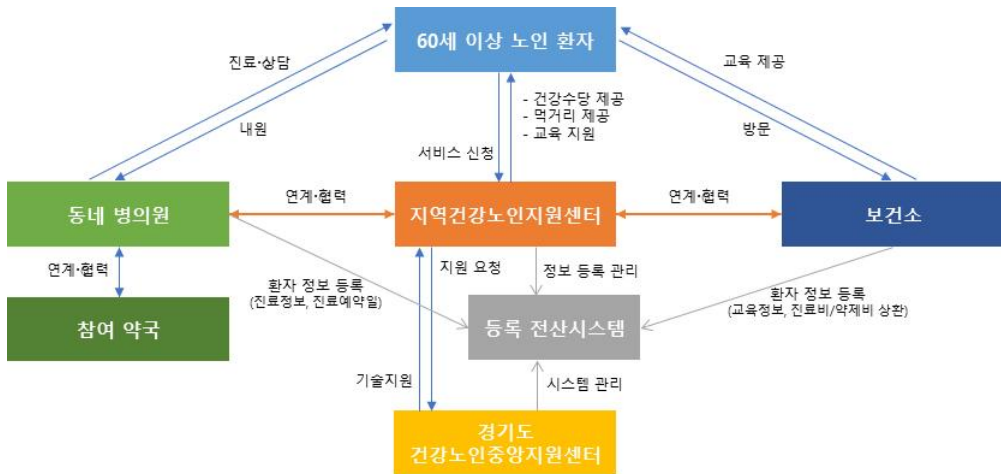 60세 이상 노인 환자
진료·상담
교육 제공
- 건강수당 제공
- 먹거리 제공
- 교육 지원
내원
방문
서비스 신청
동네 병의원
연계·협력
지역건강노인지원센터
연계·협력
보건소
연계·협력
지원 요청
정보 등록 관리
환자 정보 등록
(진료정보, 진료예약일)
환자 정보 등록
(교육정보, 진료비/약제비 상환)
참여 약국
등록 전산시스템
기술지원
시스템 관리
경기도
건강노인중앙지원센터